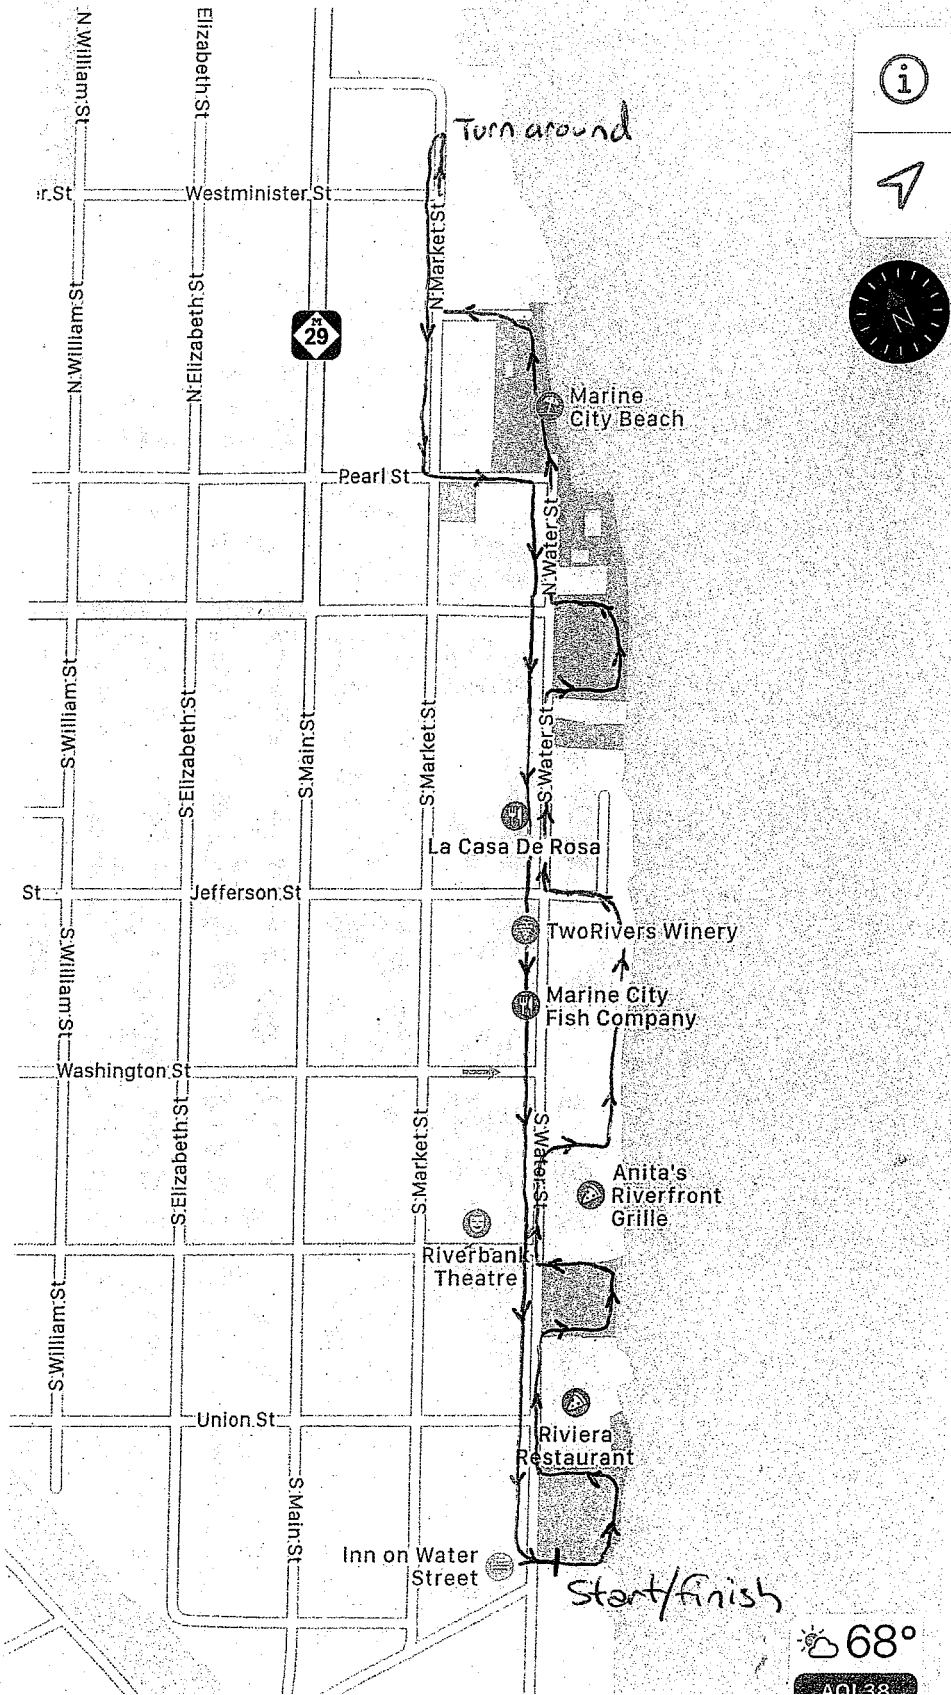 N William St
Elizabeth St
Turn around
r St
Westminister St
N Market St
N William St
N Elizabeth St
M
29
Marine
City Beach
Pearl St
N Water St
S William St
S Elizabeth St
S Main St
S Market St
S Water St
La Casa De Rosa
St
Jefferson St
TwoRivers Winery
S William St
Marine City
Fish Company
Washington St
S Elizabeth St
S Market St
S Water St
Anita's
Riverfront
Grille
Riverbank
Theatre
S William St
Union St
Riviera
Restaurant
S Main St
Inn on Water
Street
Start/finish
68°
AQI 38
N